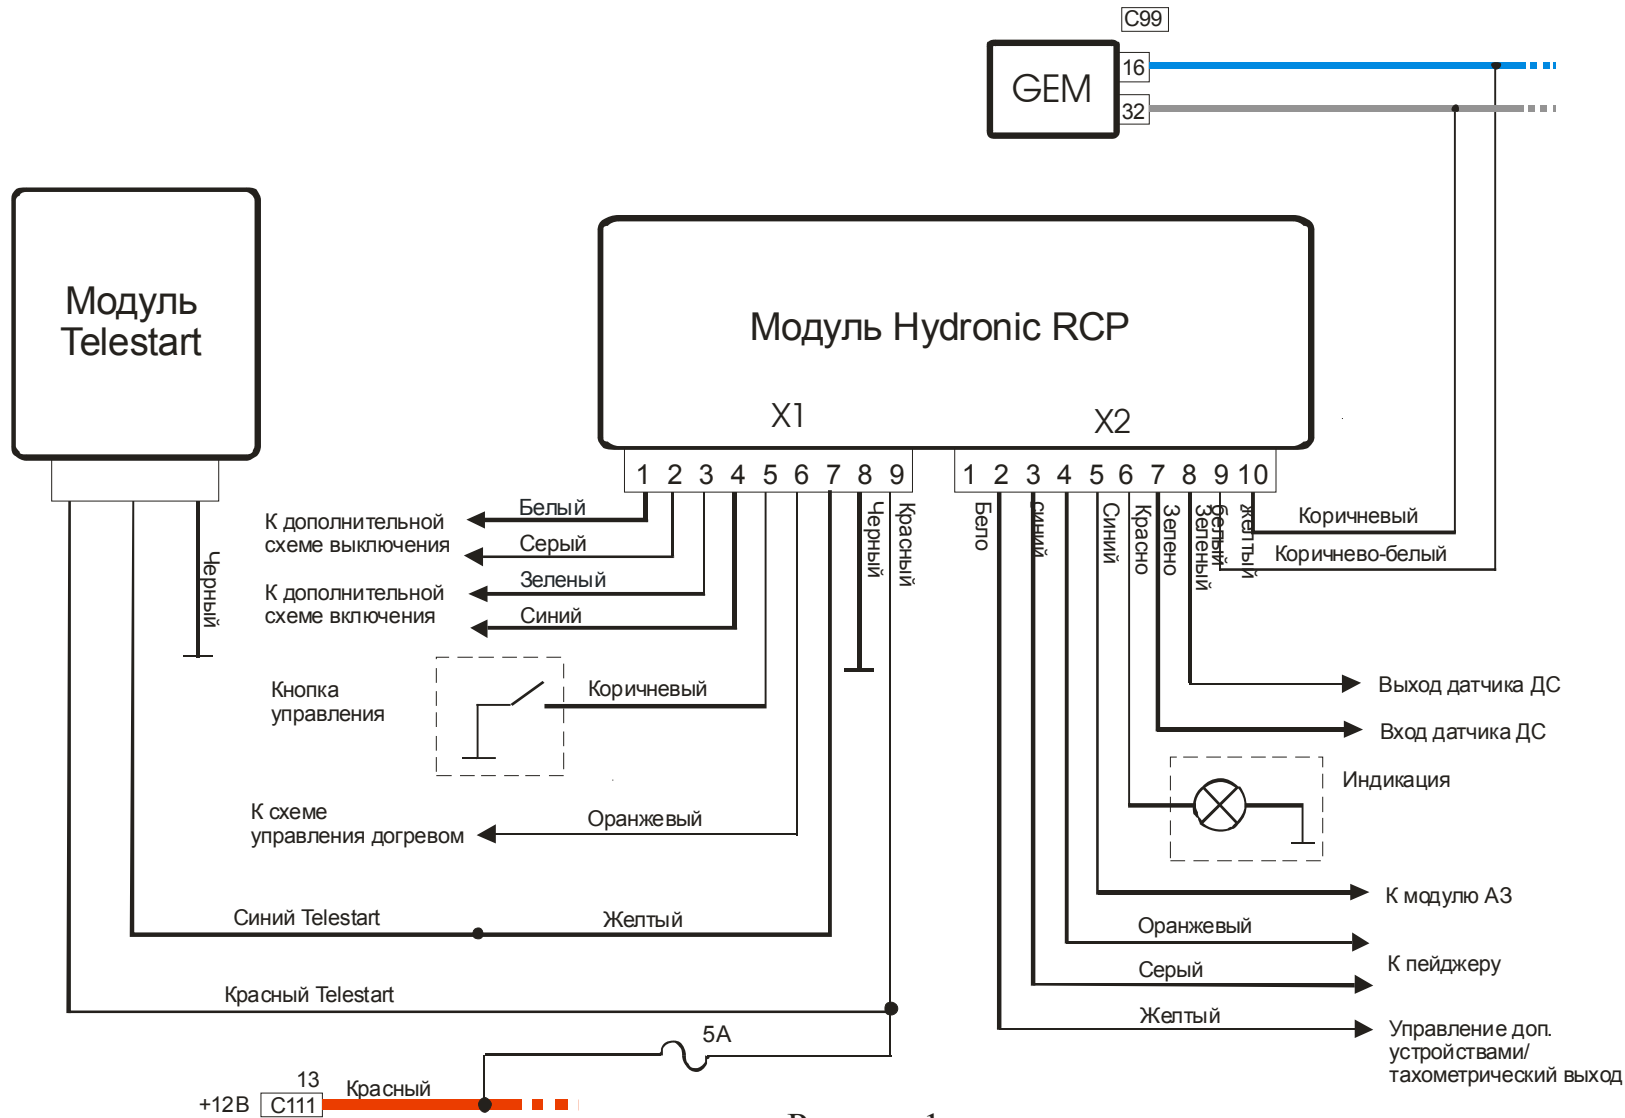 C99
16
GEM
32
Модуль
Telestart
Модуль Hydronic RCP
X1
X2
1 2 3 4 5 6 7 8 9
1 2 3 4 5 6 7 8 9 10
Черный
Белый
К дополнительной
схеме выключения
Серый
Зеленый
К дополнительной
схеме включения
Синий
Черный
Красный
Бело
синий
Синий
Красно
Зелено
Зеленый
белый
желтый
Коричневый
Коричнево-белый
Кнопка
управления
Коричневый
Выход датчика ДС
Вход датчика ДС
Индикация
К схеме
управления догревом
Оранжевый
К модулю АЗ
Синий Telestart
Желтый
Оранжевый
К пейджеру
Серый
Красный Telestart
Желтый
Управление доп.
устройствами/
тахометрический выход
5А
13
Красный
+12В
C111